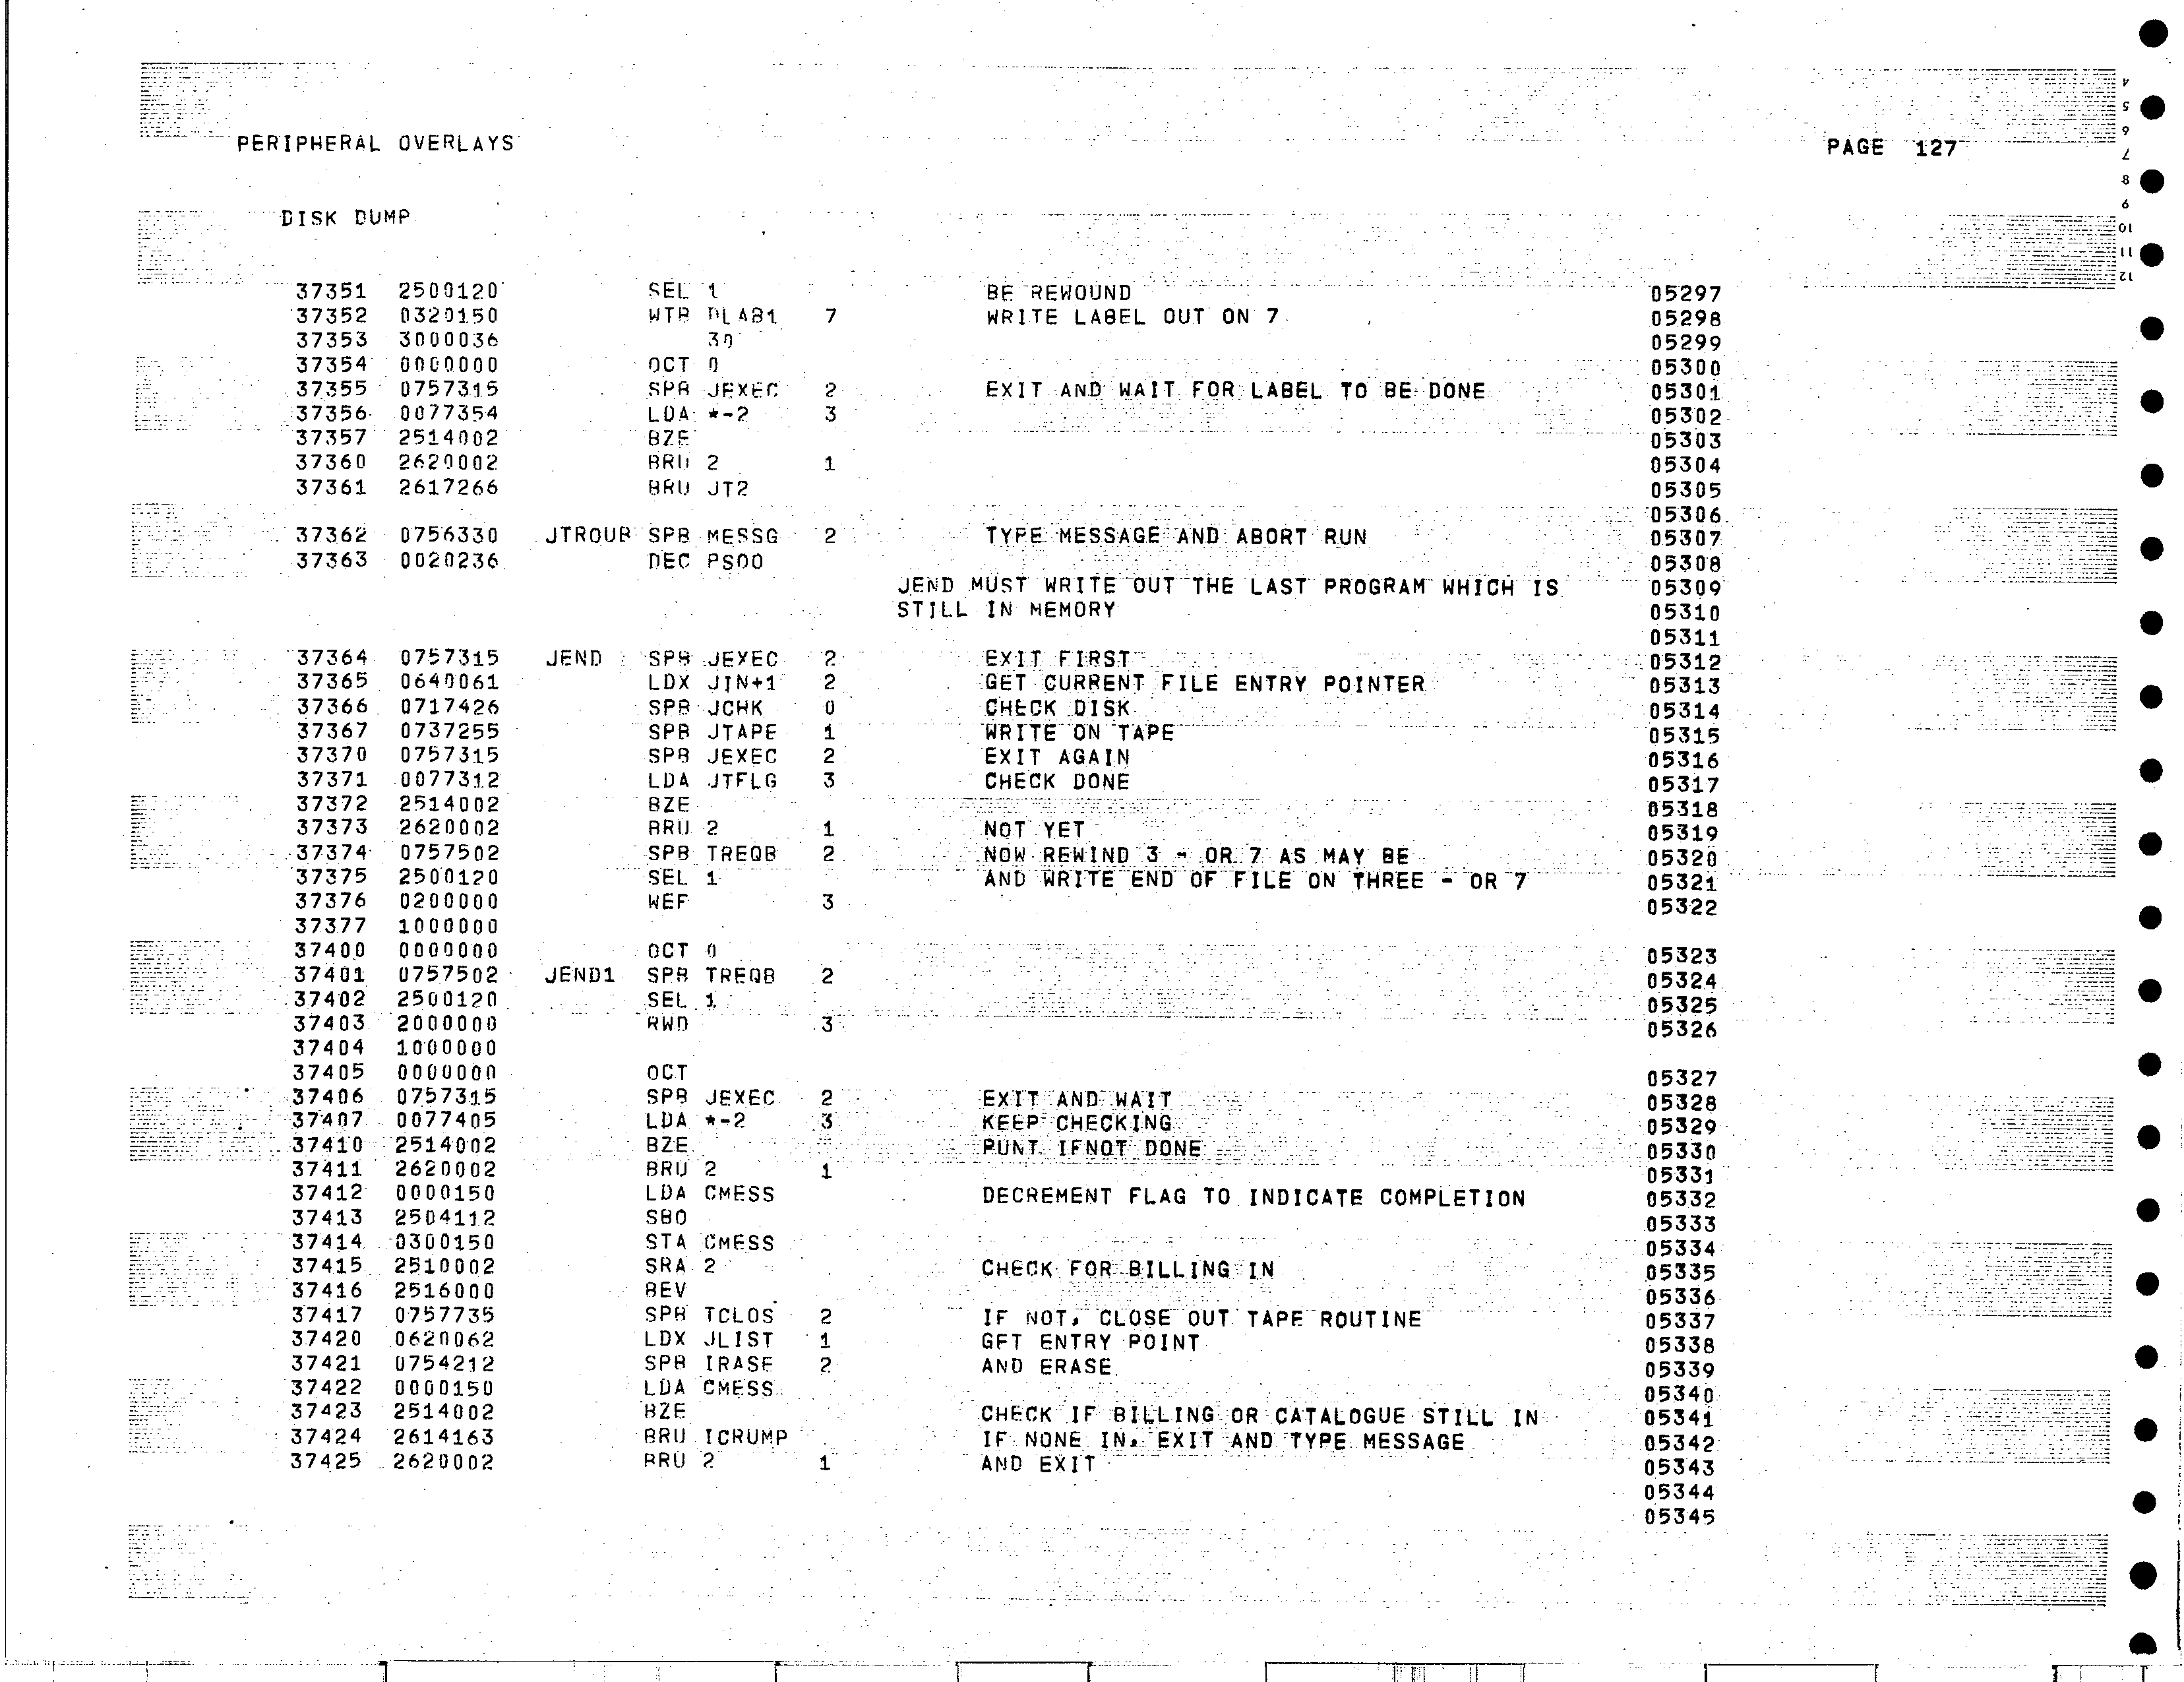 PERIPHERAL OVERLAYS PAGE 127
DISK DUMP
37351 2500120 SEL 1 BE REWOUND 05297
37352 0320150 WTB DLAB1 7 WRITE LABEL OUT ON 7 05298
37353 3000036 30 05299
37354 0000000 OCT 0 05300
37355 0757315 SPB JEXEC 2 EXIT AND WAIT FOR LABEL TO BE DONE 05301
37356 0077354 LDA *-2 3 05302
37357 2514002 BZE 05303
37360 2620002 BRU 2 1 05304
37361 2617266 BRU JT2 05305
05306
37362 0756330 JTROUB SPB MESSG 2 TYPE MESSAGE AND ABORT RUN 05307
37363 0020236 DEC PSOO 05308
JEND MUST WRITE OUT THE LAST PROGRAM WHICH IS 05309
STILL IN MEMORY 05310
05311
37364 0757315 JEND SPB JEXEC 2 EXIT FIRST 05312
37365 0640061 LDX JIN+1 2 GET CURRENT FILE ENTRY POINTER 05313
37366 0717426 SPB JCHK 0 CHECK DISK 05314
37367 0737255 SPB JTAPE 1 WRITE ON TAPE 05315
37370 0757315 SPB JEXEC 2 EXIT AGAIN 05316
37371 0077312 LDA JTFLG 3 CHECK DONE 05317
37372 2514002 BZE 05318
37373 2620002 BRU 2 1 NOT YET 05319
37374 0757502 SPB TREQB 2 NOW REWIND 3 - OR 7 AS MAY BE 05320
37375 2500120 SEL 1 AND WRITE END OF FILE ON THREE - OR 7 05321
37376 0200000 WEF 3 05322
37377 1000000
37400 0000000 OCT 0 05323
37401 0757502 JEND1 SPB TREQB 2 05324
37402 2500120 SEL 1 05325
37403 2000000 RWD 3 05326
37404 1000000
37405 0000000 OCT 05327
37406 0757315 SPB JEXEC 2 EXIT AND WAIT 05328
37407 0077405 LDA *-2 3 KEEP CHECKING 05329
37410 2514002 BZE PUNT IFNOT DONE 05330
37411 2620002 BRU 2 1 05331
37412 0000150 LDA CMESS DECREMENT FLAG TO INDICATE COMPLETION 05332
37413 2504112 SBO 05333
37414 0300150 STA CMESS 05334
37415 2510002 SRA 2 CHECK FOR BILLING IN 05335
37416 2516000 BEV 05336
37417 0757735 SPB TCLOS 2 IF NOT, CLOSE OUT TAPE ROUTINE 05337
37420 0620062 LDX JLIST 1 GET ENTRY POINT 05338
37421 0754212 SPB IRASE 2 AND ERASE 05339
37422 0000150 LDA CMESS 05340
37423 2514002 BZE CHECK IF BILLING OR CATALOGUE STILL IN 05341
37424 2614163 BRU ICRUMP IF NONE IN, EXIT AND TYPE MESSAGE 05342
37425 2620002 BRU 2 1 AND EXIT 05343
05344
05345
4
5
6
7
8
9
10
11
12